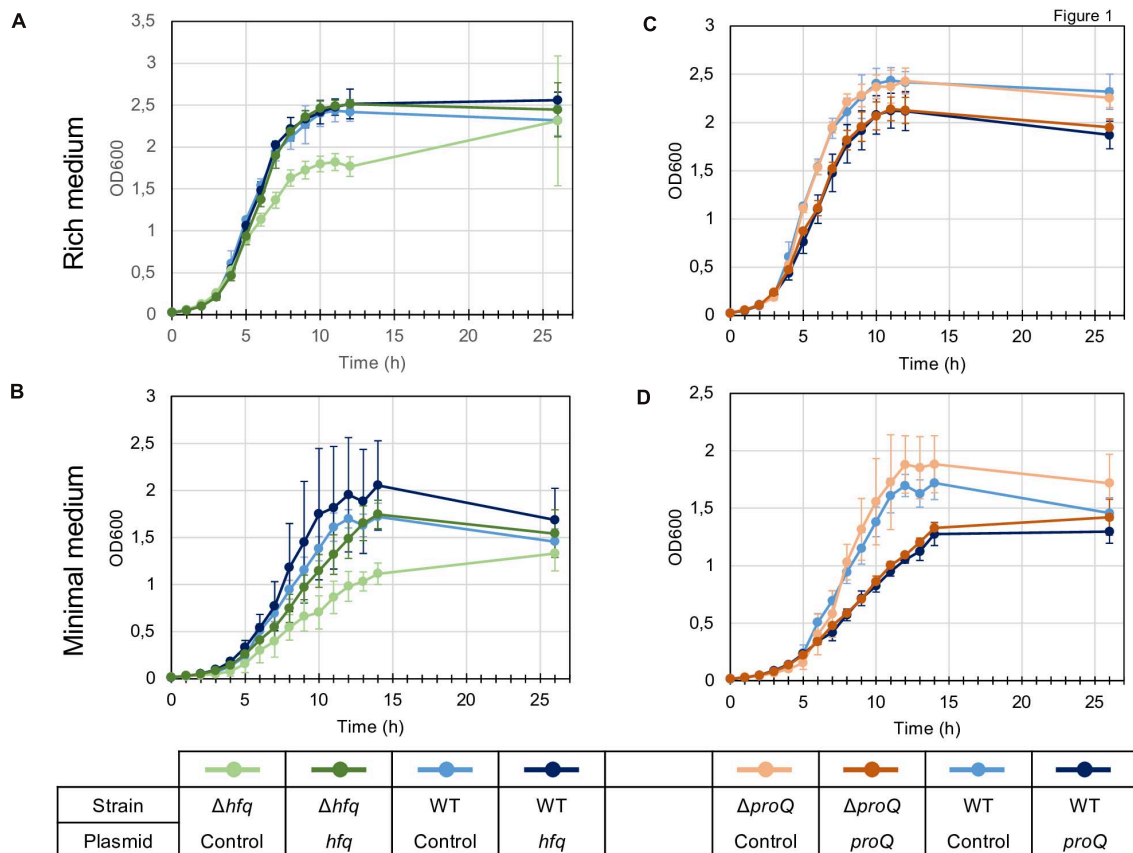 Figure 1
A
Rich medium
OD600
3,5
3
2,5
2
1,5
1
0,5
0
0 5 10 15 20 25
Time (h)
C
OD600
3
2,5
2
1,5
1
0,5
0
0 5 10 15 20 25
Time (h)
B
Minimal medium
OD600
3
2,5
2
1,5
1
0,5
0
0 5 10 15 20 25
Time (h)
D
OD600
2,5
2
1,5
1
0,5
0
0 5 10 15 20 25
Time (h)
Strain Δhfq Δhfq WT WT ΔproQ ΔproQ WT WT
Plasmid Control hfq Control hfq Control proQ Control proQ